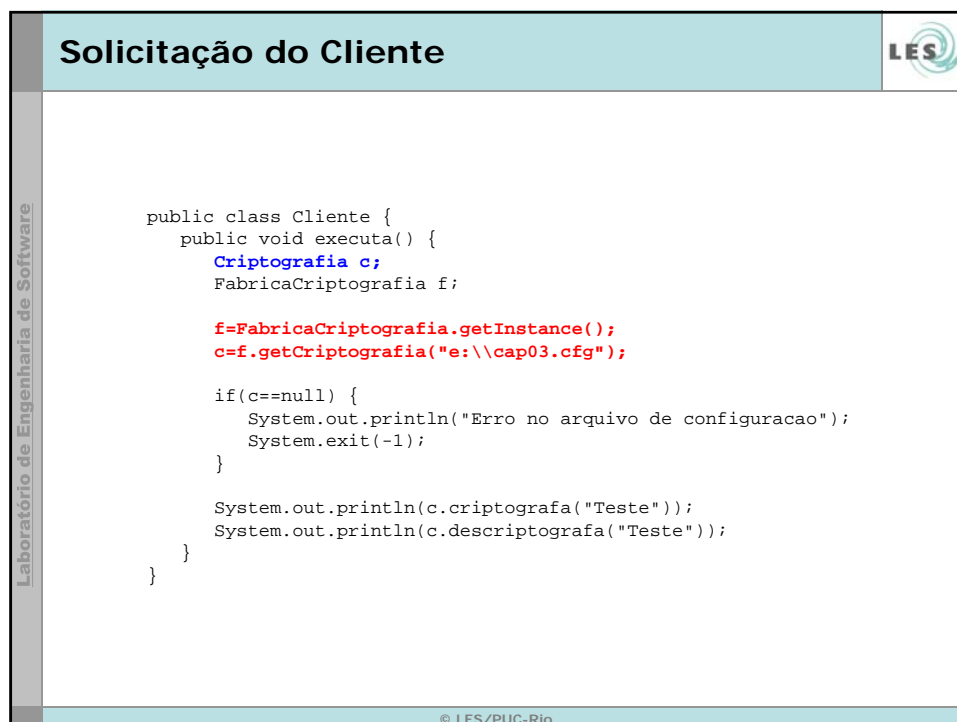 Solicitação do Cliente
LES
Laboratório de Engenharia de Software
public class Cliente {
   public void executa() {
      Criptografia c;
      FabricaCriptografia f;

      f=FabricaCriptografia.getInstance();
      c=f.getCriptografia("e:\\cap03.cfg");

      if(c==null) {
         System.out.println("Erro no arquivo de configuracao");
         System.exit(-1);
      }

      System.out.println(c.criptografa("Teste"));
      System.out.println(c.descriptografa("Teste"));
   }
}
© LES/PUC-Rio